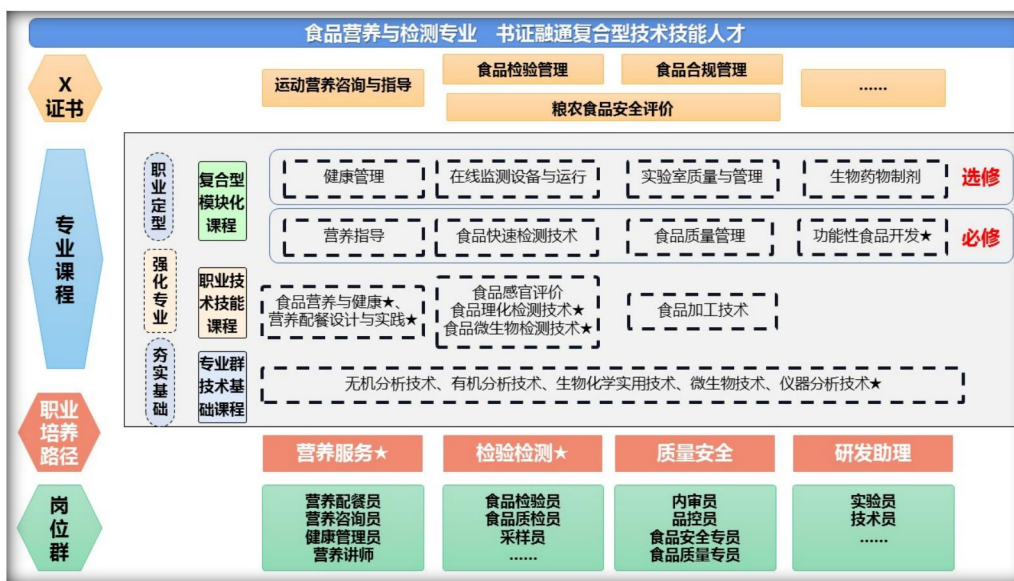 食品营养与检测专业 书证融通复合型技术技能人才
X
证书
运动营养咨询与指导
食品检验管理
食品合规管理
......
粮农食品安全评价
专业课程
职业定型
复合型
模块化
课程
健康管理
在线监测设备与运行
实验室质量与管理
生物药物制剂
选修
营养指导
食品快速检测技术
食品质量管理
功能性食品开发★
必修
强化专业
职业技
术技能
课程
食品营养与健康★、
营养配餐设计与实践★
食品感官评价
食品理化检测技术★
食品微生物检测技术★
食品加工技术
夯实基础
专业群
技术基
础课程
无机分析技术、有机分析技术、生物化学实用技术、微生物技术、仪器分析技术★
职业
培养
路径
营养服务★
检验检测★
质量安全
研发助理
岗位群
营养配餐员
营养咨询员
健康管理员
营养讲师
食品检验员
食品质检员
采样员
......
内审员
品控员
食品安全专员
食品质量专员
实验员
技术员
......